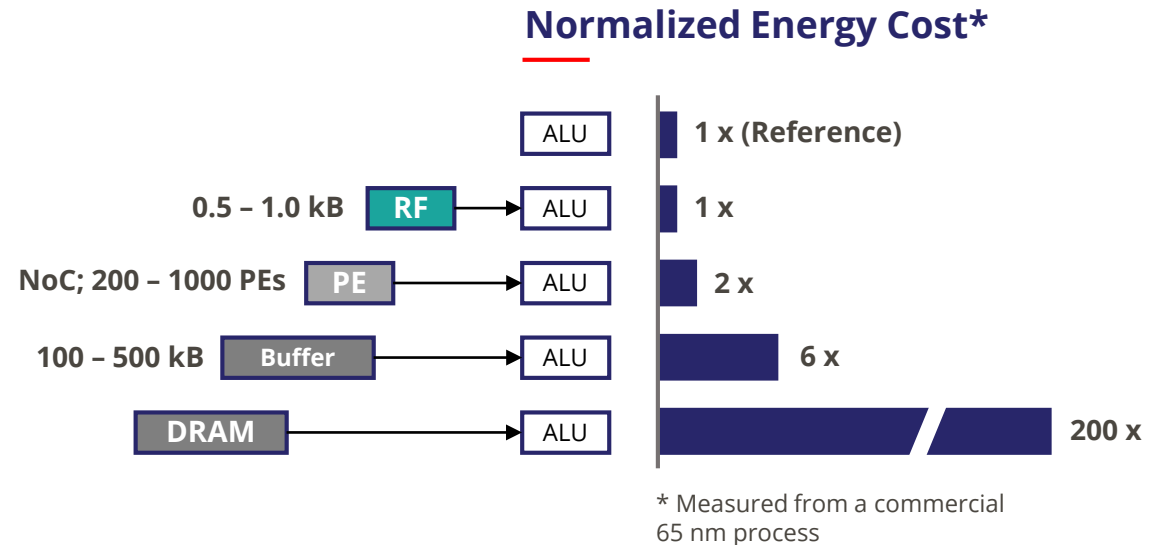 Normalized Energy Cost*
ALU 1 x (Reference)
0.5 – 1.0 kB RF ALU 1 x
NoC; 200 – 1000 PEs PE ALU 2 x
100 – 500 kB Buffer ALU 6 x
DRAM ALU 200 x
* Measured from a commercial
65 nm process